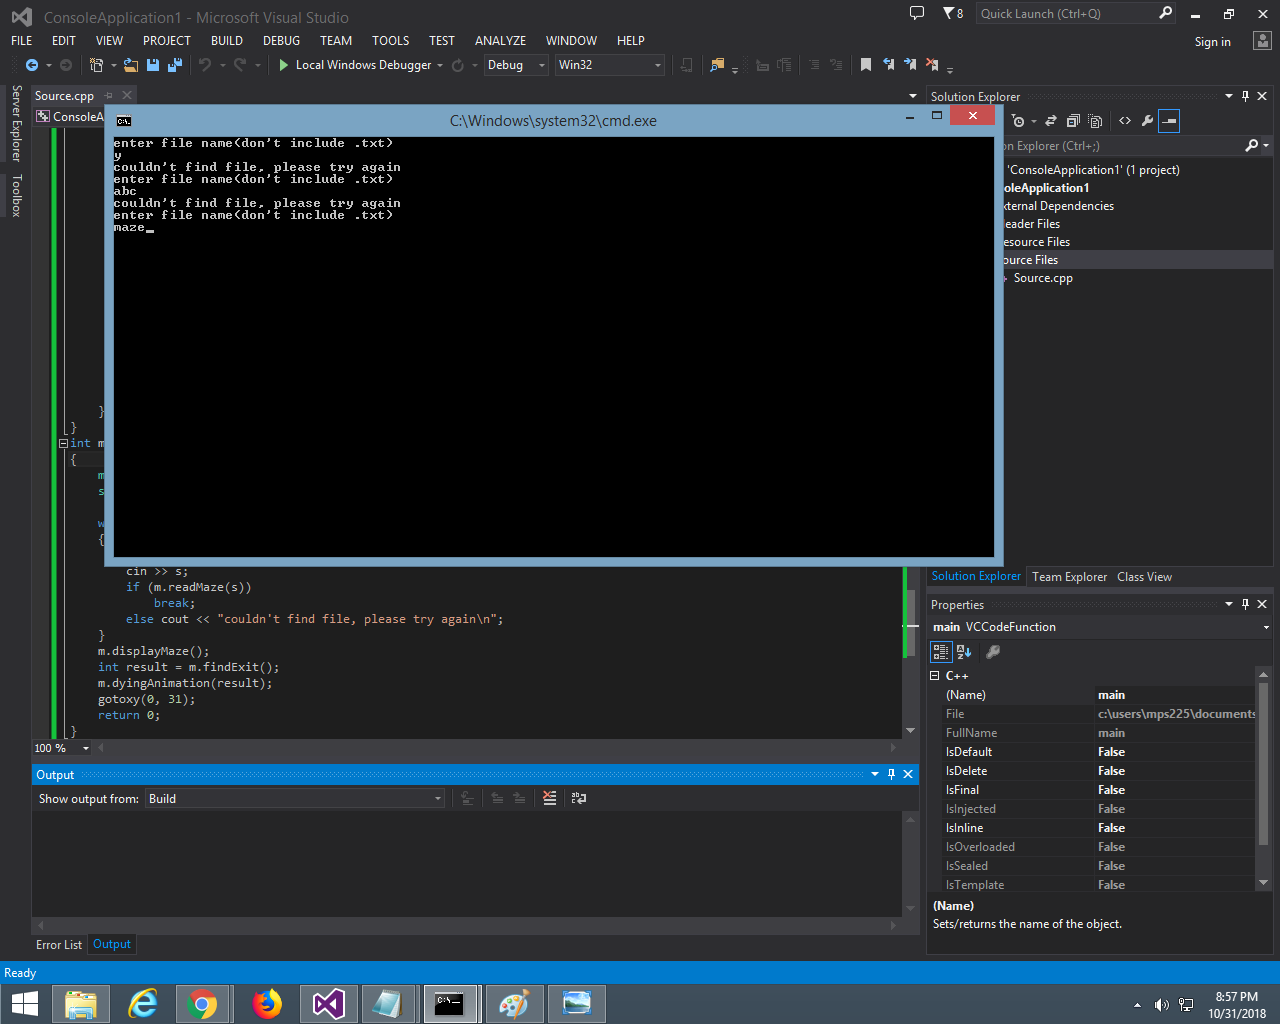 ConsoleApplication1 - Microsoft Visual Studio
8
Quick Launch (Ctrl+Q)
FILE EDIT VIEW PROJECT BUILD DEBUG TEAM TOOLS TEST ANALYZE WINDOW HELP
Sign in
Local Windows Debugger
Debug
Win32
Server Explorer
Toolbox
Source.cpp
ConsoleA
C:\Windows\system32\cmd.exe
enter file name(don't include .txt)
y
couldn't find file, please try again
enter file name(don't include .txt)
abc
couldn't find file, please try again
enter file name(don't include .txt)
maze_
}
}
int m
{
m
s
w
{
cin >> s;
if (m.readMaze(s))
break;
else cout << "couldn't find file, please try again\n";
}
m.displayMaze();
int result = m.findExit();
m.dyingAnimation(result);
gotoxy(0, 31);
return 0;
}
100 %
Output
Show output from: Build
Error List Output
Solution Explorer
on Explorer (Ctrl+;)
'ConsoleApplication1' (1 project)
oleApplication1
xternal Dependencies
eader Files
esource Files
ource Files
Source.cpp
Solution Explorer Team Explorer Class View
Properties
main VCCodeFunction
C++
(Name) main
File c:\users\mps225\documents
FullName main
IsDefault False
IsDelete False
IsFinal False
IsInjected False
IsInline False
IsOverloaded False
IsSealed False
IsTemplate False
(Name)
Sets/returns the name of the object.
Ready
8:57 PM
10/31/2018